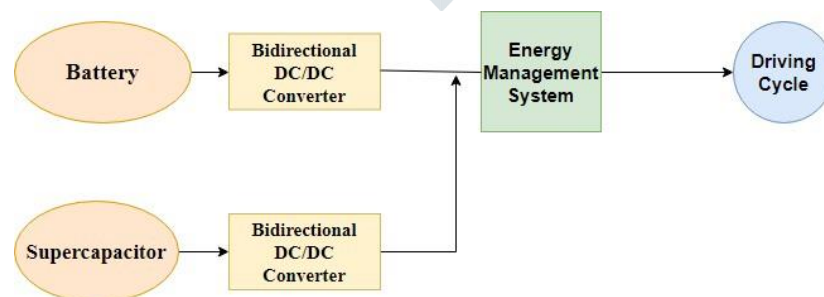 Battery
Bidirectional
DC/DC
Converter
Energy
Management
System
Driving
Cycle
Supercapacitor
Bidirectional
DC/DC
Converter